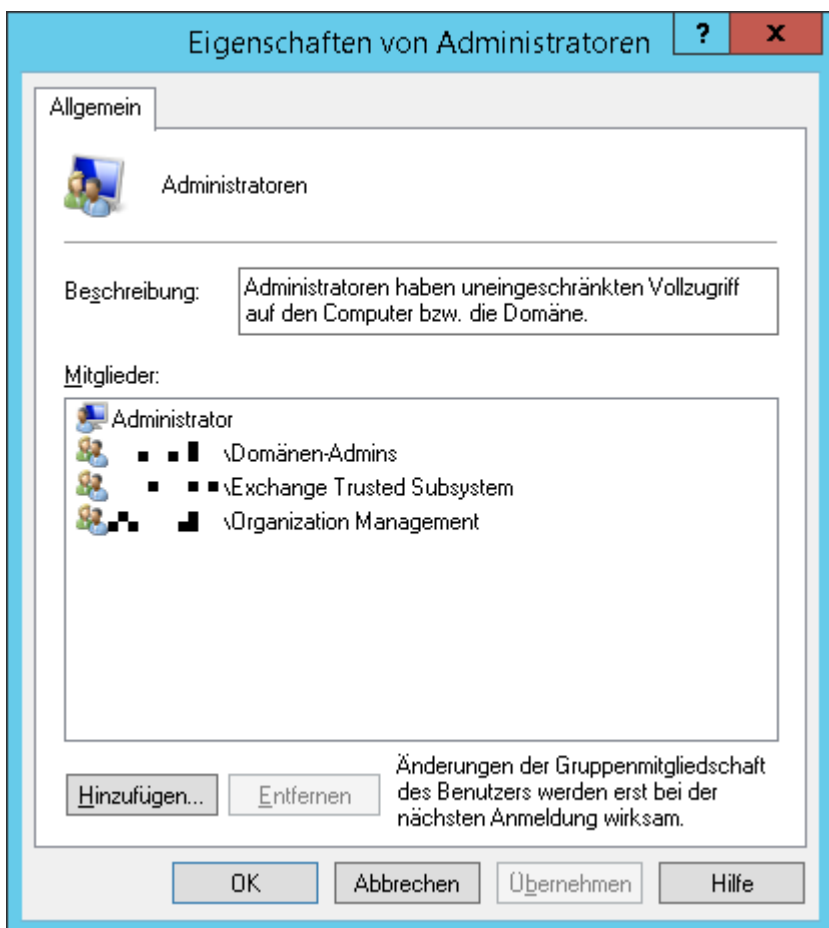 Eigenschaften von Administratoren
?
x
Allgemein
Administratoren
Beschreibung:
Administratoren haben uneingeschränkten Vollzugriff
auf den Computer bzw. die Domäne.
Mitglieder:
Administrator
\Domänen-Admins
\Exchange Trusted Subsystem
\Organization Management
Hinzufügen...
Entfernen
Änderungen der Gruppenmitgliedschaft
des Benutzers werden erst bei der
nächsten Anmeldung wirksam.
OK
Abbrechen
Übernehmen
Hilfe